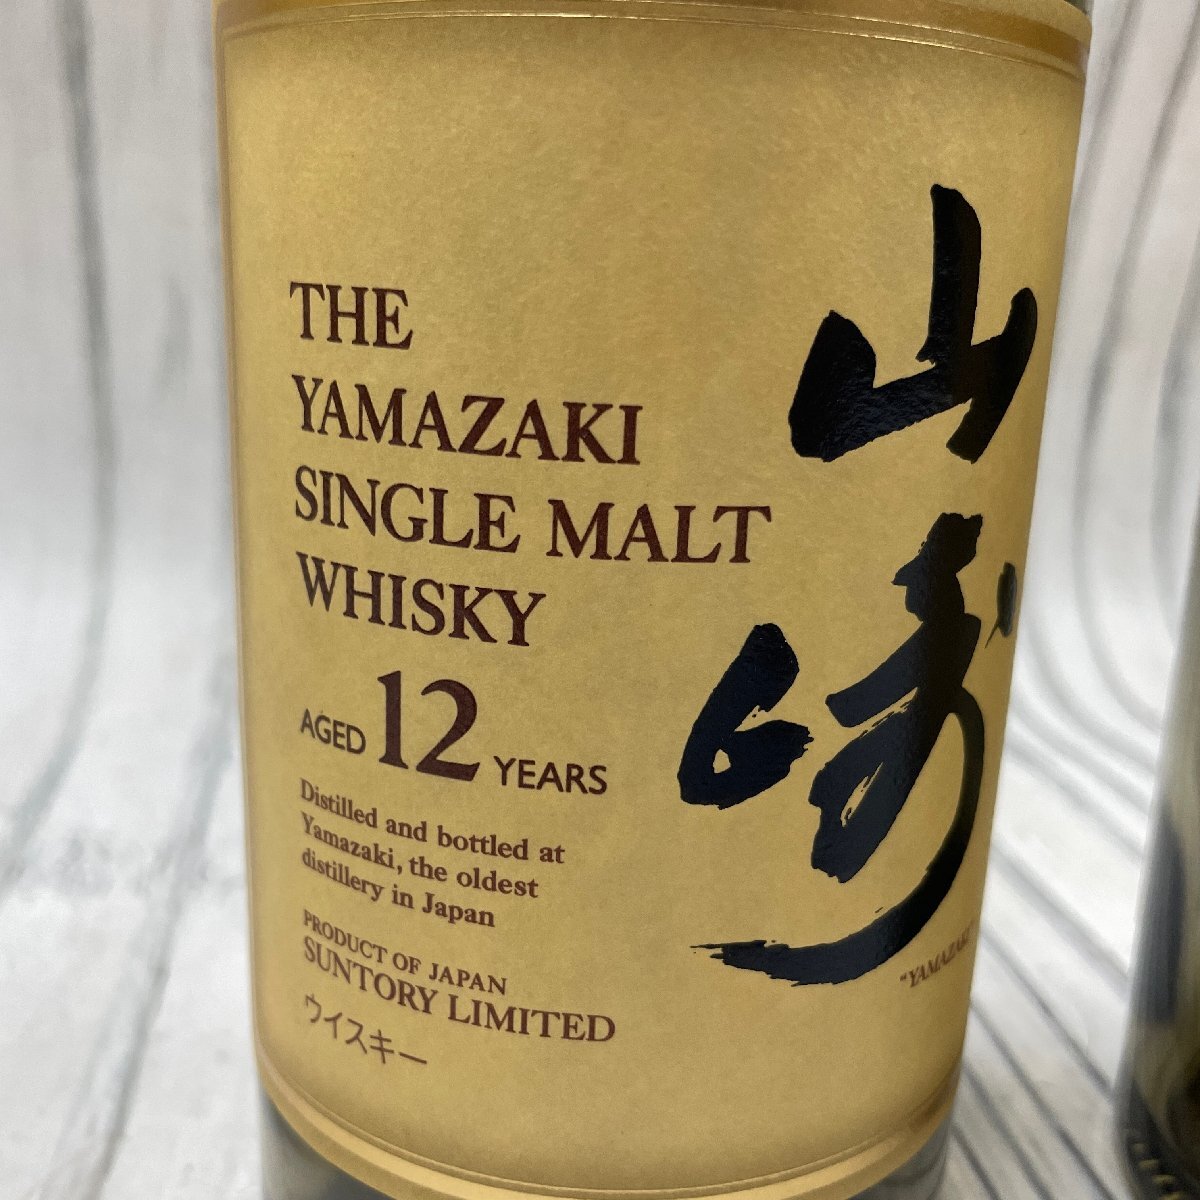 THE
YAMAZAKI
SINGLE MALT
WHISKY
AGED 12 YEARS
Distilled and bottled at
Yamazaki, the oldest
distillery in Japan
PRODUCT OF JAPAN
SUNTORY LIMITED
ウイスキー
山崎
"YAMAZAKI"